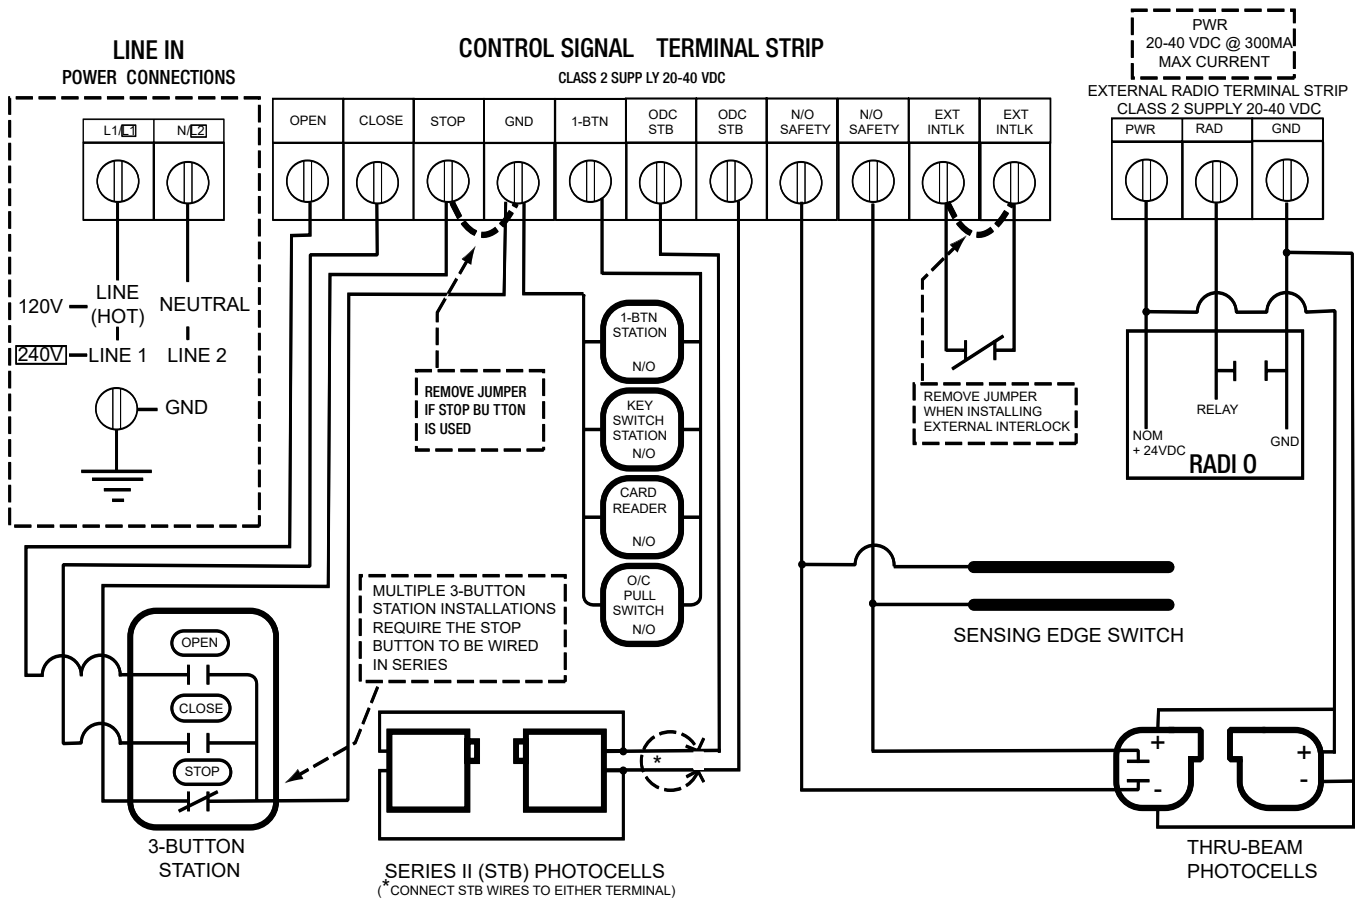 LINE IN
POWER CONNECTIONS
L1/L1
N/L2
120V
LINE
(HOT)
NEUTRAL
240V
LINE 1
LINE 2
GND
CONTROL SIGNAL TERMINAL STRIP
CLASS 2 SUPP LY 20-40 VDC
OPEN
CLOSE
STOP
GND
1-BTN
ODC
STB
ODC
STB
N/O
SAFETY
N/O
SAFETY
EXT
INTLK
EXT
INTLK
PWR
20-40 VDC @ 300MA
MAX CURRENT
EXTERNAL RADIO TERMINAL STRIP
CLASS 2 SUPPLY 20-40 VDC
PWR
RAD
GND
REMOVE JUMPER
IF STOP BU TTON
IS USED
1-BTN
STATION
N/O
KEY
SWITCH
STATION
N/O
CARD
READER
N/O
O/C
PULL
SWITCH
N/O
REMOVE JUMPER
WHEN INSTALLING
EXTERNAL INTERLOCK
RELAY
NOM
+ 24VDC
GND
RADI O
MULTIPLE 3-BUTTON
STATION INSTALLATIONS
REQUIRE THE STOP
BUTTON TO BE WIRED
IN SERIES
OPEN
CLOSE
STOP
3-BUTTON
STATION
*
SERIES II (STB) PHOTOCELLS
(*CONNECT STB WIRES TO EITHER TERMINAL)
SENSING EDGE SWITCH
+
-
+
-
THRU-BEAM
PHOTOCELLS